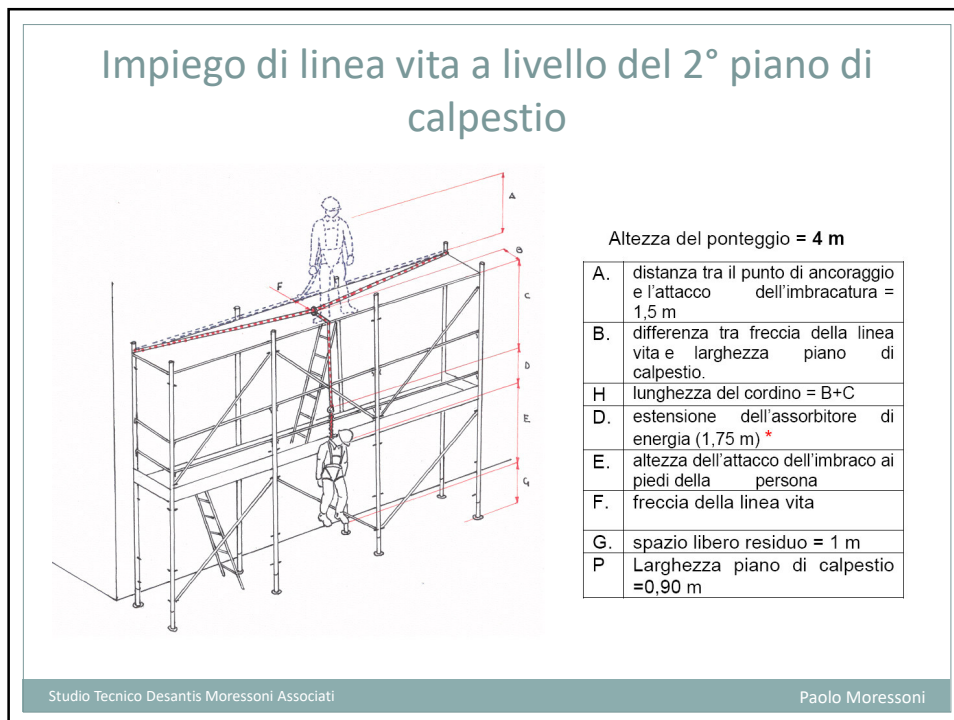 Impiego di linea vita a livello del 2° piano di
calpestio
A
B
F
C
D
E
G
Altezza del ponteggio = 4 m
A. distanza tra il punto di ancoraggio
e l'attacco dell'imbracatura =
1,5 m
B. differenza tra freccia della linea
vita e larghezza piano di
calpestio.
H lunghezza del cordino = B+C
D. estensione dell'assorbitore di
energia (1,75 m) *
E. altezza dell'attacco dell'imbraco ai
piedi della persona
F. freccia della linea vita
G. spazio libero residuo = 1 m
P Larghezza piano di calpestio
=0,90 m
Studio Tecnico Desantis Moressoni Associati
Paolo Moressoni